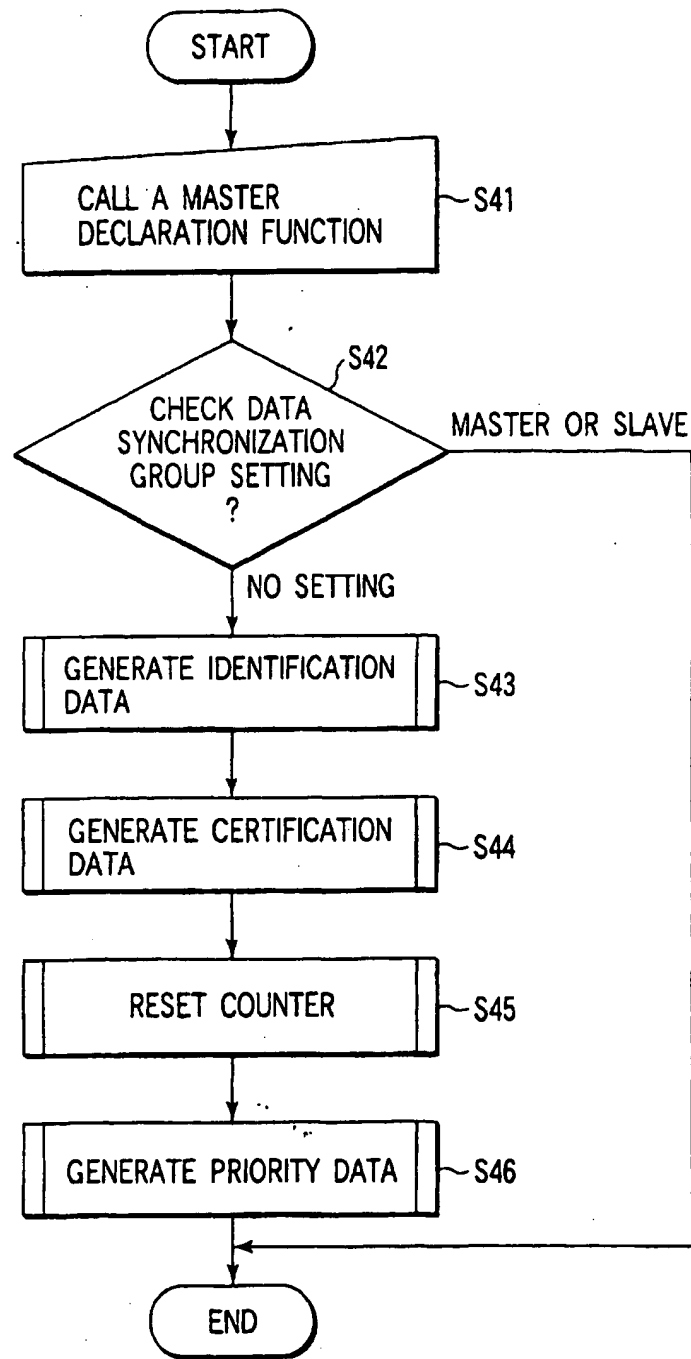 START
CALL A MASTER
DECLARATION FUNCTION
S41
S42
CHECK DATA
SYNCHRONIZATION
GROUP SETTING
?
MASTER OR SLAVE
NO SETTING
GENERATE IDENTIFICATION
DATA
S43
GENERATE CERTIFICATION
DATA
S44
RESET COUNTER
S45
GENERATE PRIORITY DATA
S46
END